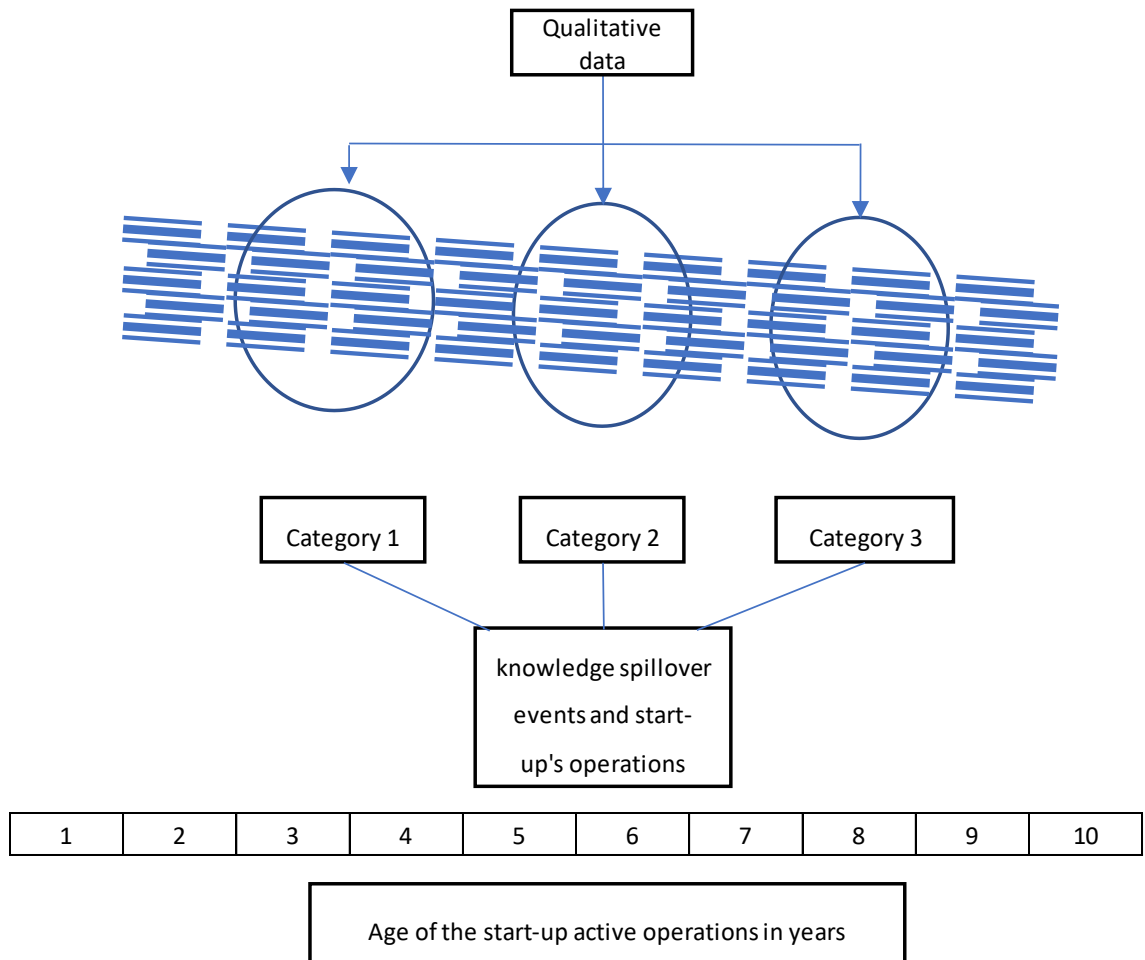 Qualitative
data
Category 1
Category 2
Category 3
knowledge spillover
events and start-
up's operations
1 2 3 4 5 6 7 8 9 10
Age of the start-up active operations in years